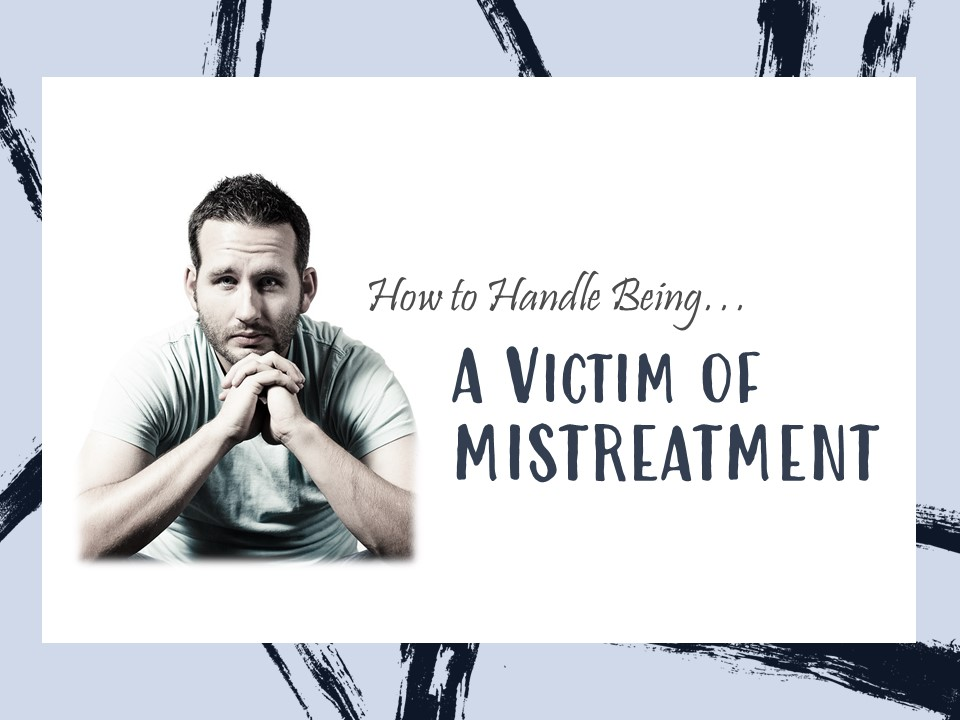 How to Handle Being...
A VICTIM OF
MISTREATMENT